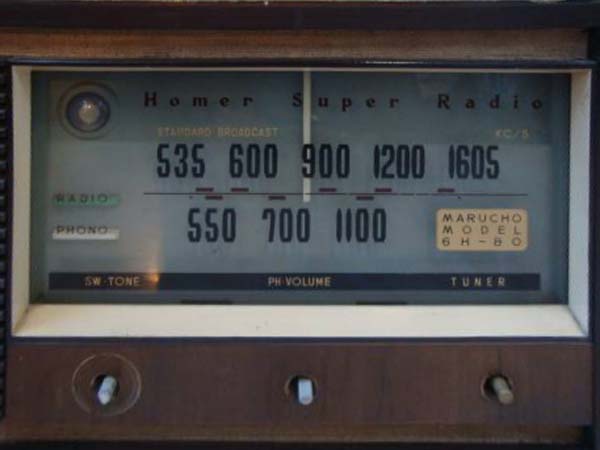 Homer Super Radio
STANDARD BROADCAST KC/S
535 600 900 1200 1605
RADIO
550 700 1100
PHONO
MARUCHO
MODEL
6H-80
SW-TONE PH-VOLUME TUNER